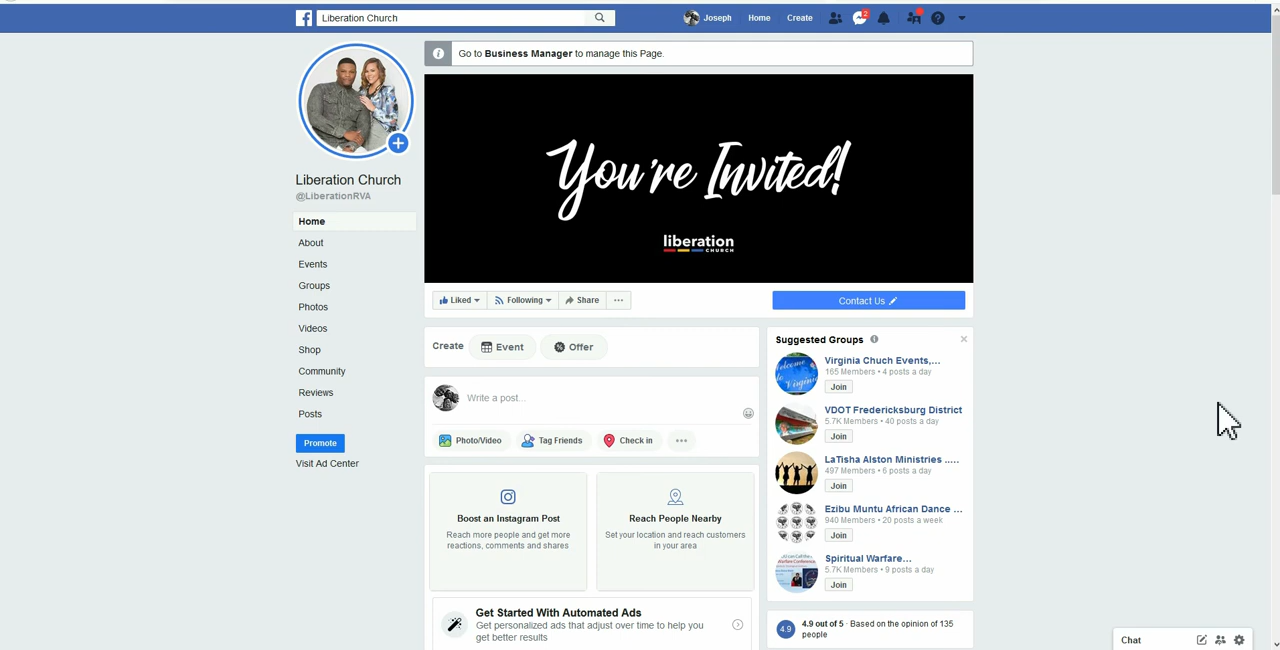 Liberation Church
Joseph
Home
Create
2
Go to Business Manager to manage this Page.
You're Invited!
liberation
CHURCH
Liberation Church
@LiberationRVA
Home
About
Events
Groups
Photos
Videos
Shop
Community
Reviews
Posts
Promote
Visit Ad Center
Liked
Following
Share
Contact Us
Create
Event
Offer
Write a post...
Photo/Video
Tag Friends
Check in
Boost an Instagram Post
Reach more people and get more
reactions, comments and shares
Reach People Nearby
Set your location and reach customers
in your area
Get Started With Automated Ads
Get personalized ads that adjust over time to help you
get better results
Suggested Groups
Virginia Chuch Events,...
165 Members • 4 posts a day
Join
VDOT Fredericksburg District
5.7K Members • 40 posts a day
Join
LaTisha Alston Ministries .....
497 Members • 6 posts a day
Join
Ezibu Muntu African Dance ...
940 Members • 20 posts a week
Join
Spiritual Warfare...
5.7K Members • 9 posts a day
Join
4.9
4.9 out of 5 · Based on the opinion of 135
people
Chat